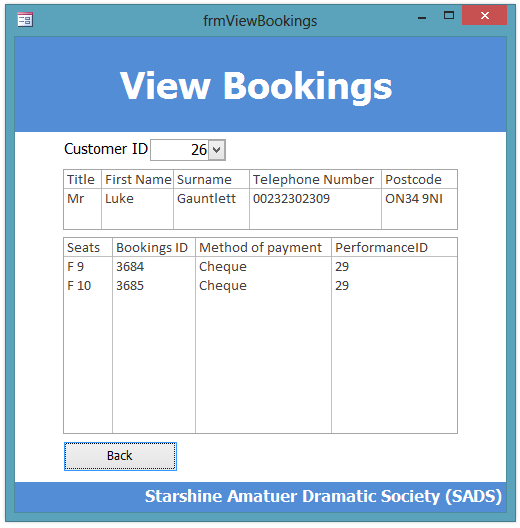 frmViewBookings
View Bookings
Customer ID 26
Title First Name Surname Telephone Number Postcode
Mr Luke Gauntlett 00232302309 ON34 9NI
Seats Bookings ID Method of payment PerformanceID
F 9 3684 Cheque 29
F 10 3685 Cheque 29
Back
Starshine Amatuer Dramatic Society (SADS)